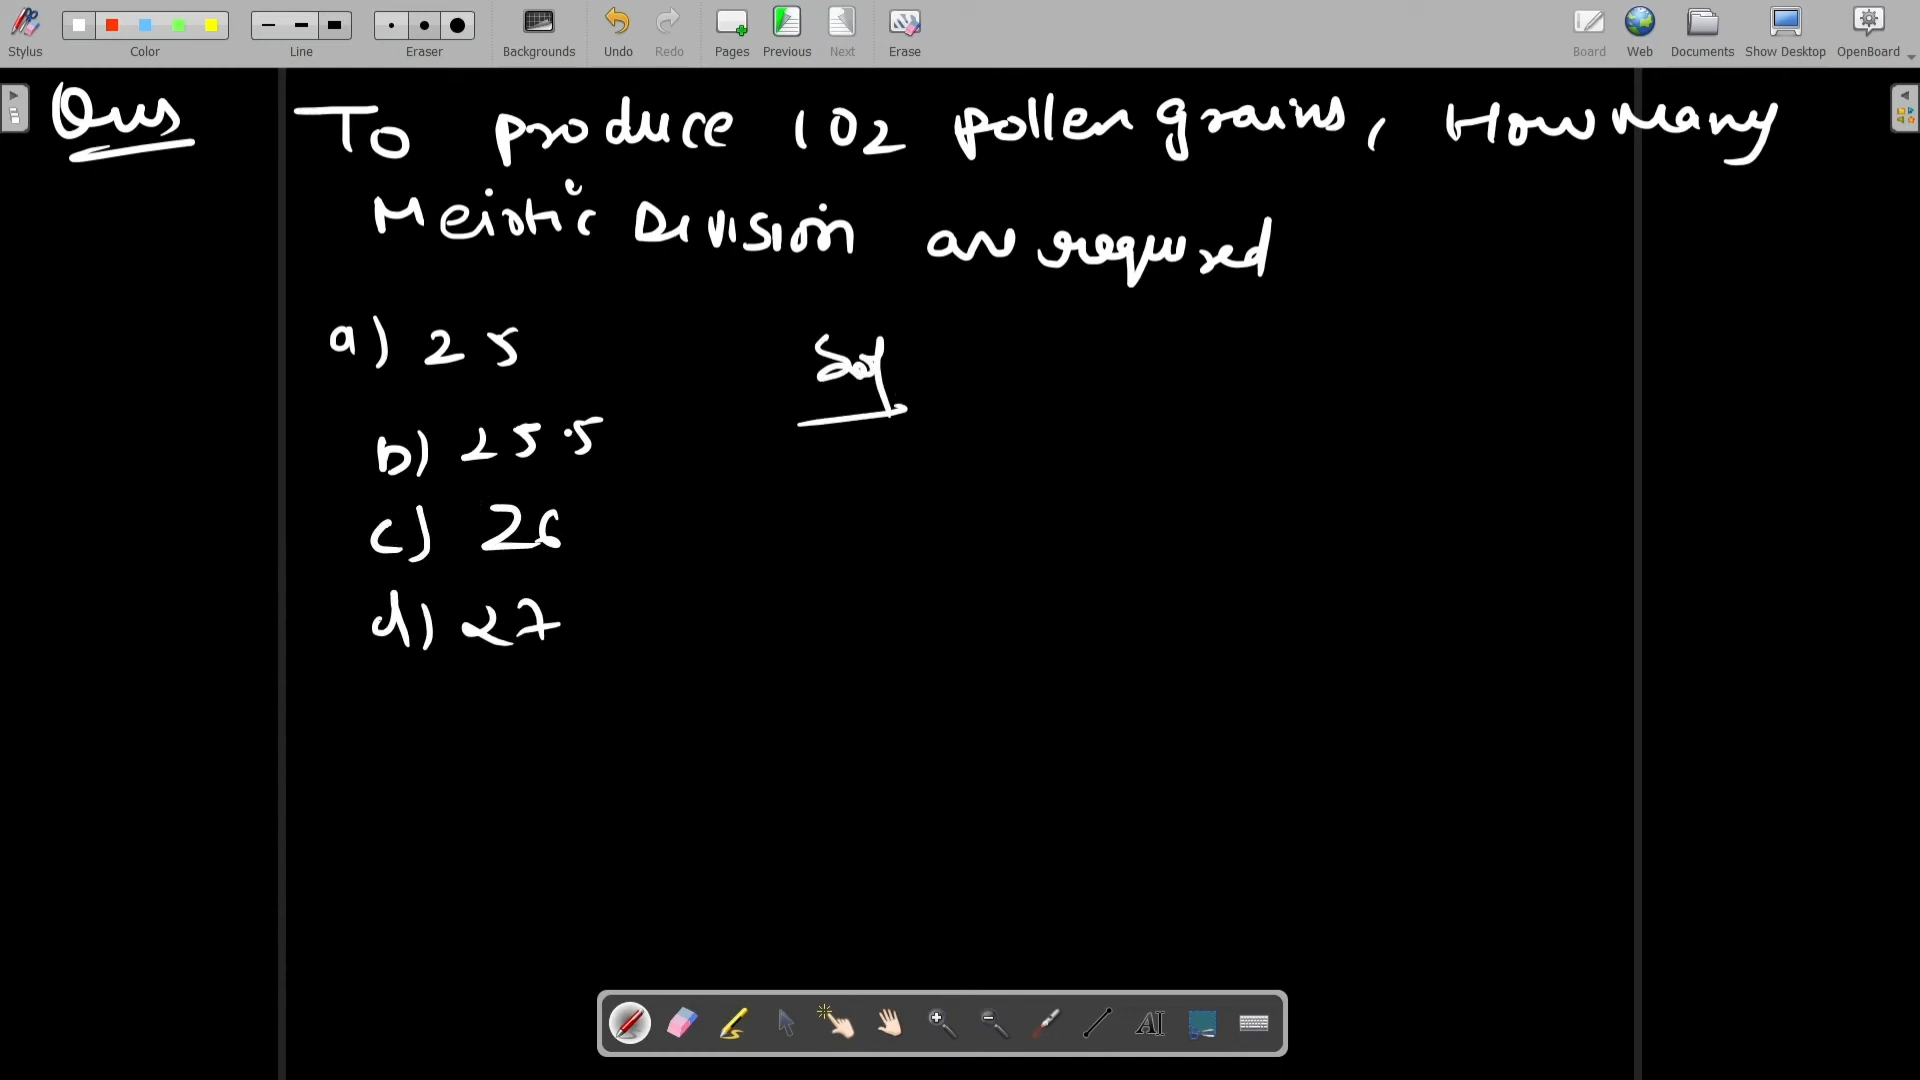 Stylus Color Line Eraser Backgrounds Undo Redo Pages Previous Next Erase Board Web Documents Show Desktop OpenBoard
Qus To produce 102 pollen grains, How Many
Meiotic Division are required
a) 25
Sol
b) 25.5
c) 26
d) 27